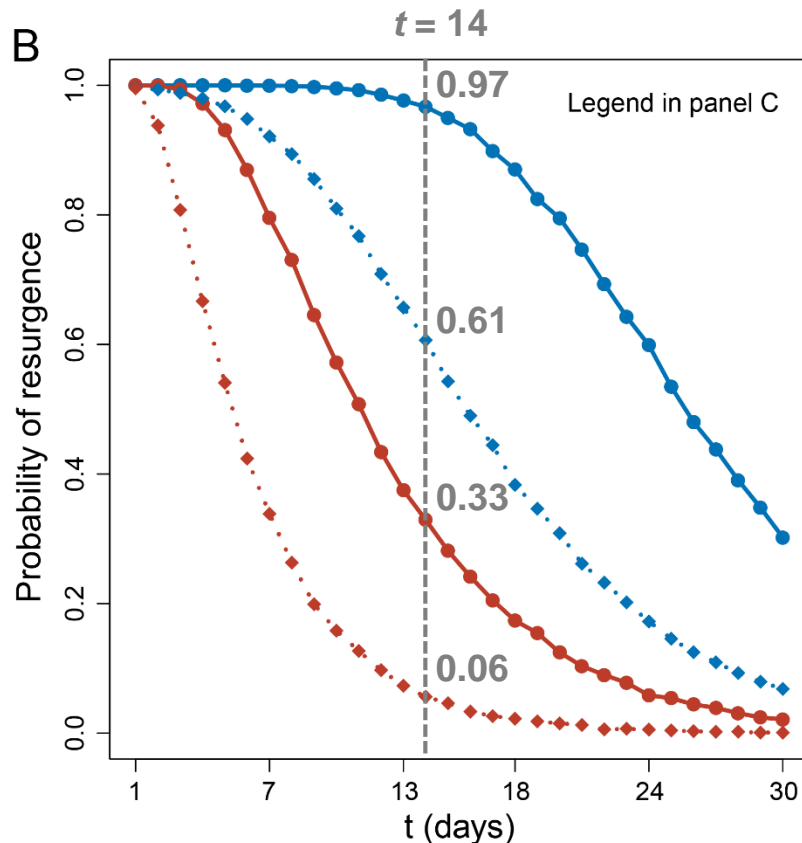 B
t = 14
Legend in panel C
0.97
0.61
0.33
0.06
Probability of resurgence
1.0
0.8
0.6
0.4
0.2
0.0
1 7 13 18 24 30
t (days)